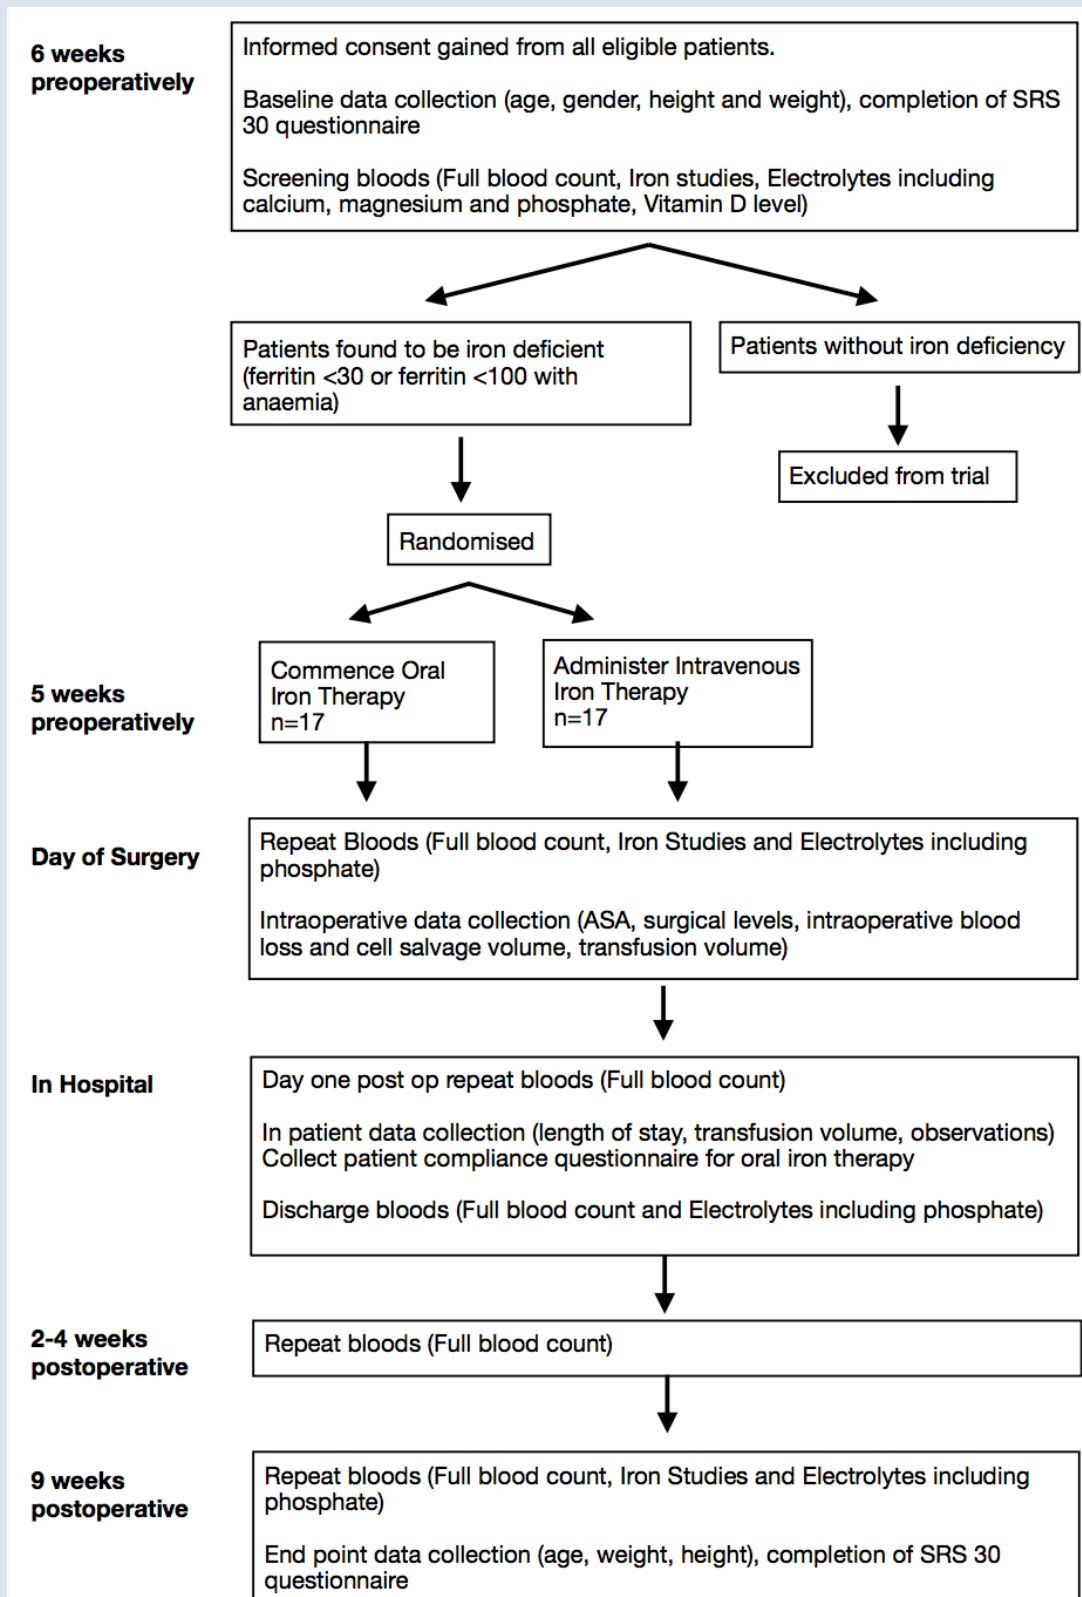 6 weeks
preoperatively
Informed consent gained from all eligible patients.
Baseline data collection (age, gender, height and weight), completion of SRS
30 questionnaire
Screening bloods (Full blood count, Iron studies, Electrolytes including
calcium, magnesium and phosphate, Vitamin D level)
Patients found to be iron deficient
(ferritin <30 or ferritin <100 with
anaemia)
Patients without iron deficiency
Excluded from trial
Randomised
5 weeks
preoperatively
Commence Oral
Iron Therapy
n=17
Administer Intravenous
Iron Therapy
n=17
Day of Surgery
Repeat Bloods (Full blood count, Iron Studies and Electrolytes including
phosphate)
Intraoperative data collection (ASA, surgical levels, intraoperative blood
loss and cell salvage volume, transfusion volume)
In Hospital
Day one post op repeat bloods (Full blood count)
In patient data collection (length of stay, transfusion volume, observations)
Collect patient compliance questionnaire for oral iron therapy
Discharge bloods (Full blood count and Electrolytes including phosphate)
2-4 weeks
postoperative
Repeat bloods (Full blood count)
9 weeks
postoperative
Repeat bloods (Full blood count, Iron Studies and Electrolytes including
phosphate)
End point data collection (age, weight, height), completion of SRS 30
questionnaire